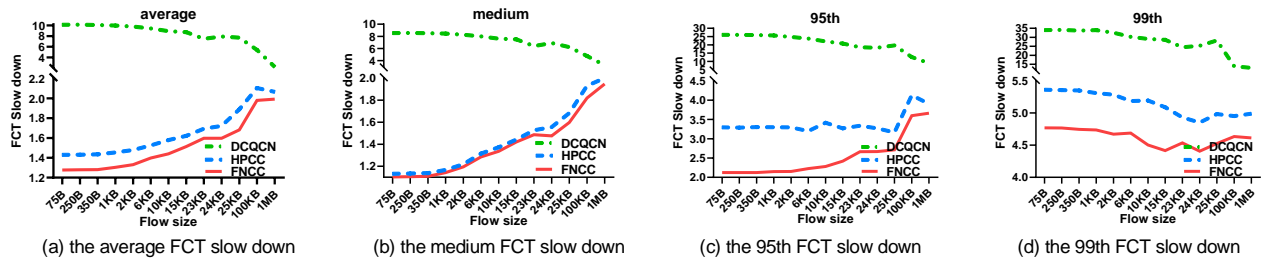 average
FCT Slow down
10
8
6
4
2.2
2.0
1.8
1.6
1.4
1.2
DCQCN
HPCC
FNCC
75B
250B
350B
1KB
2KB
6KB
10KB
15KB
23KB
24KB
25KB
100KB
1MB
Flow size
(a) the average FCT slow down
medium
FCT Slow down
10
8
6
4
2.0
1.8
1.6
1.4
1.2
DCQCN
HPCC
FNCC
75B
250B
350B
1KB
2KB
6KB
10KB
15KB
23KB
24KB
25KB
100KB
1MB
Flow size
(b) the medium FCT slow down
95th
FCT Slow down
30
25
20
15
10
5
4.5
4.0
3.5
3.0
2.5
2.0
DCQCN
HPCC
FNCC
75B
250B
350B
1KB
2KB
6KB
10KB
15KB
23KB
24KB
25KB
100KB
1MB
Flow size
(c) the 95th FCT slow down
99th
FCT Slow down
35
30
25
20
15
5.5
5.0
4.5
4.0
DCQCN
HPCC
FNCC
75B
250B
350B
1KB
2KB
6KB
10KB
15KB
23KB
24KB
25KB
100KB
1MB
Flow size
(d) the 99th FCT slow down